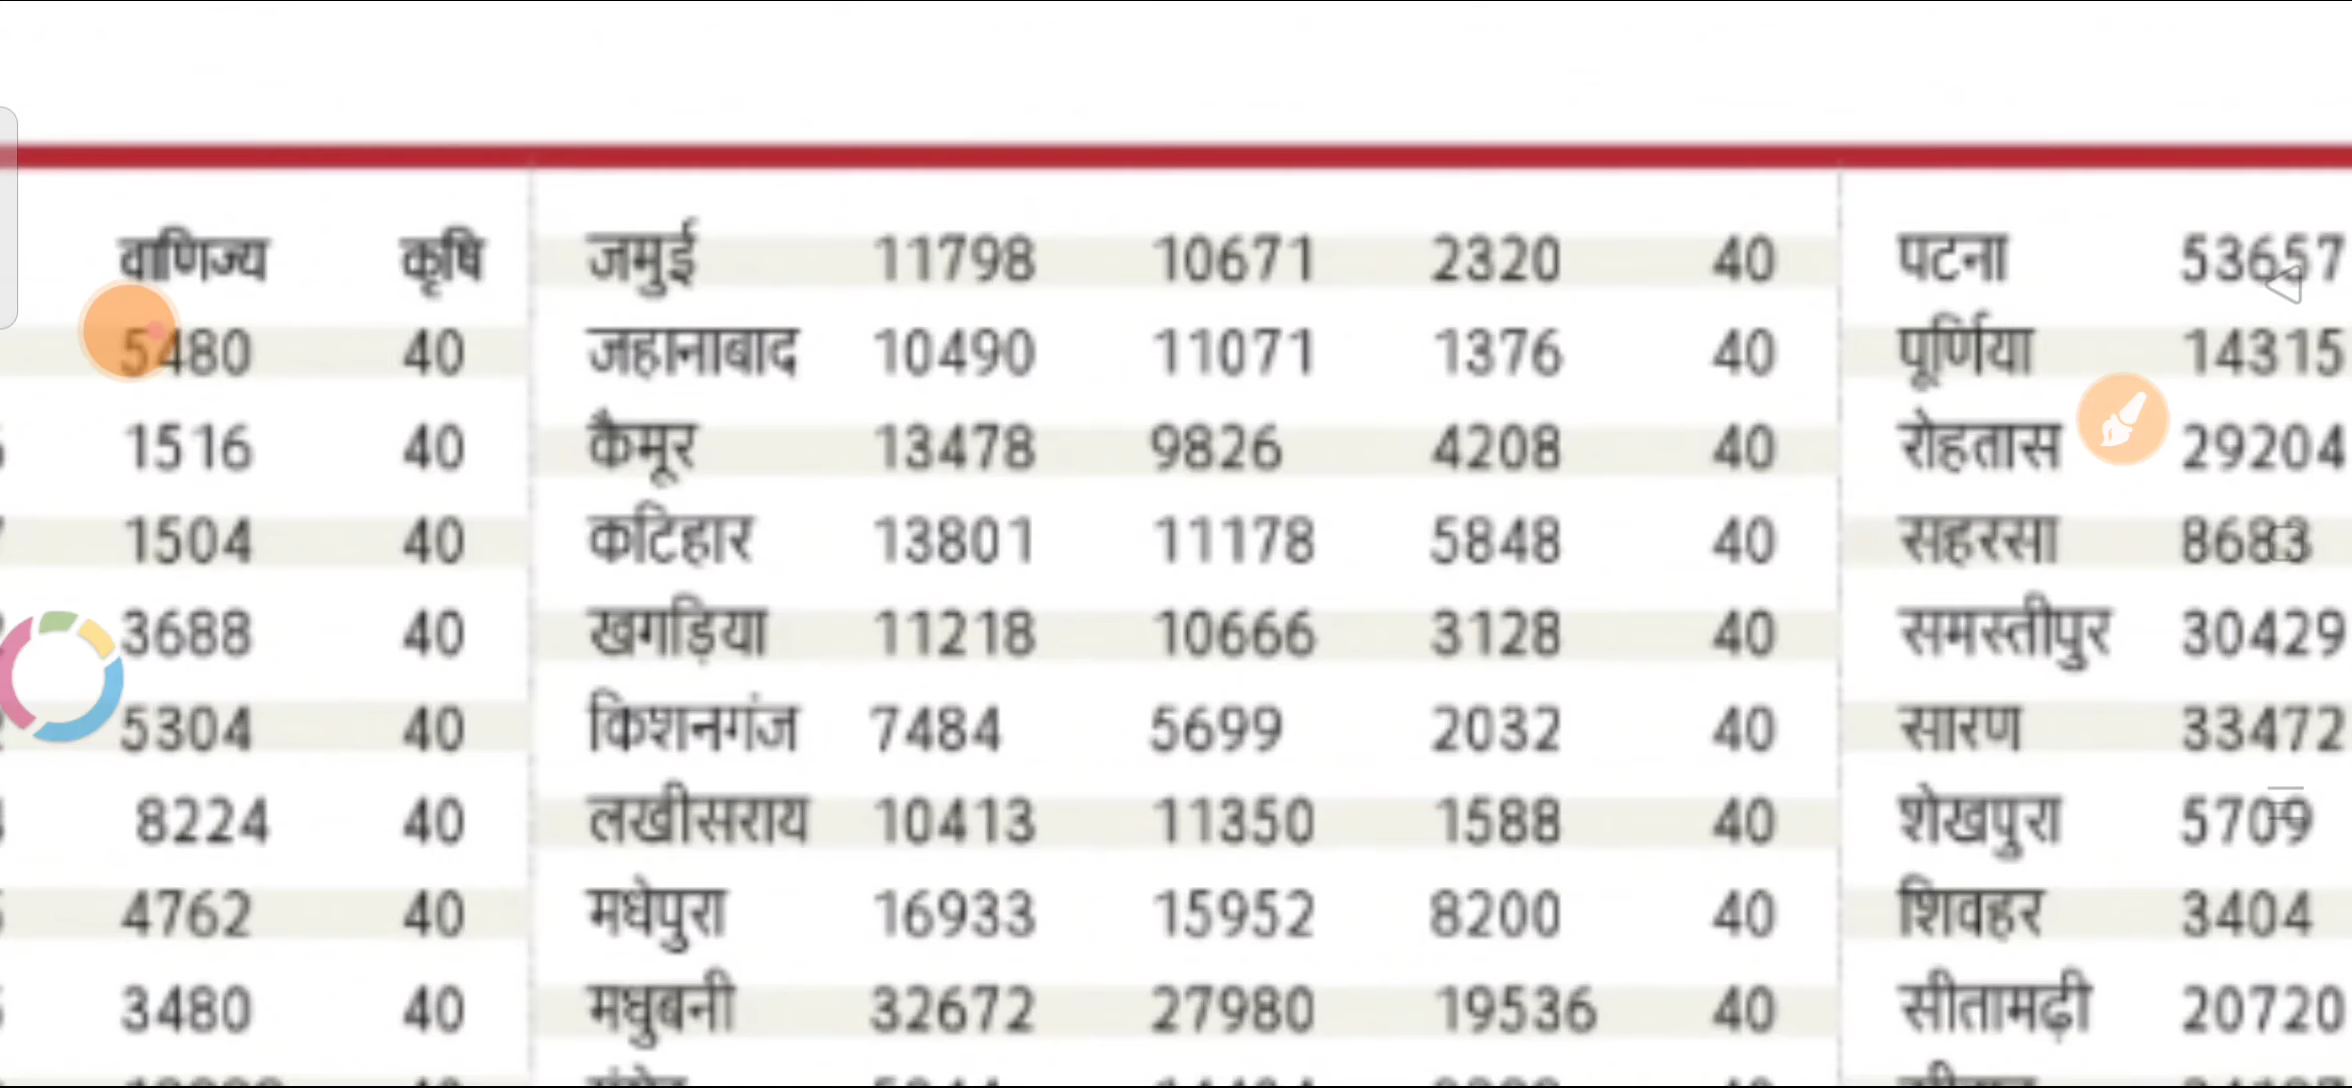 वाणिज्य कृषि जमुई 11798 10671 2320 40 पटना 53657
5480 40 जहानाबाद 10490 11071 1376 40 पूर्णिया 14315
1516 40 कैमूर 13478 9826 4208 40 रोहतास 29204
1504 40 कटिहार 13801 11178 5848 40 सहरसा 8683
3688 40 खगड़िया 11218 10666 3128 40 समस्तीपुर 30429
5304 40 किशनगंज 7484 5699 2032 40 सारण 33472
8224 40 लखीसराय 10413 11350 1588 40 शेखपुरा 5709
4762 40 मधेपुरा 16933 15952 8200 40 शिवहर 3404
3480 40 मधुबनी 32672 27980 19536 40 सीतामढ़ी 20720